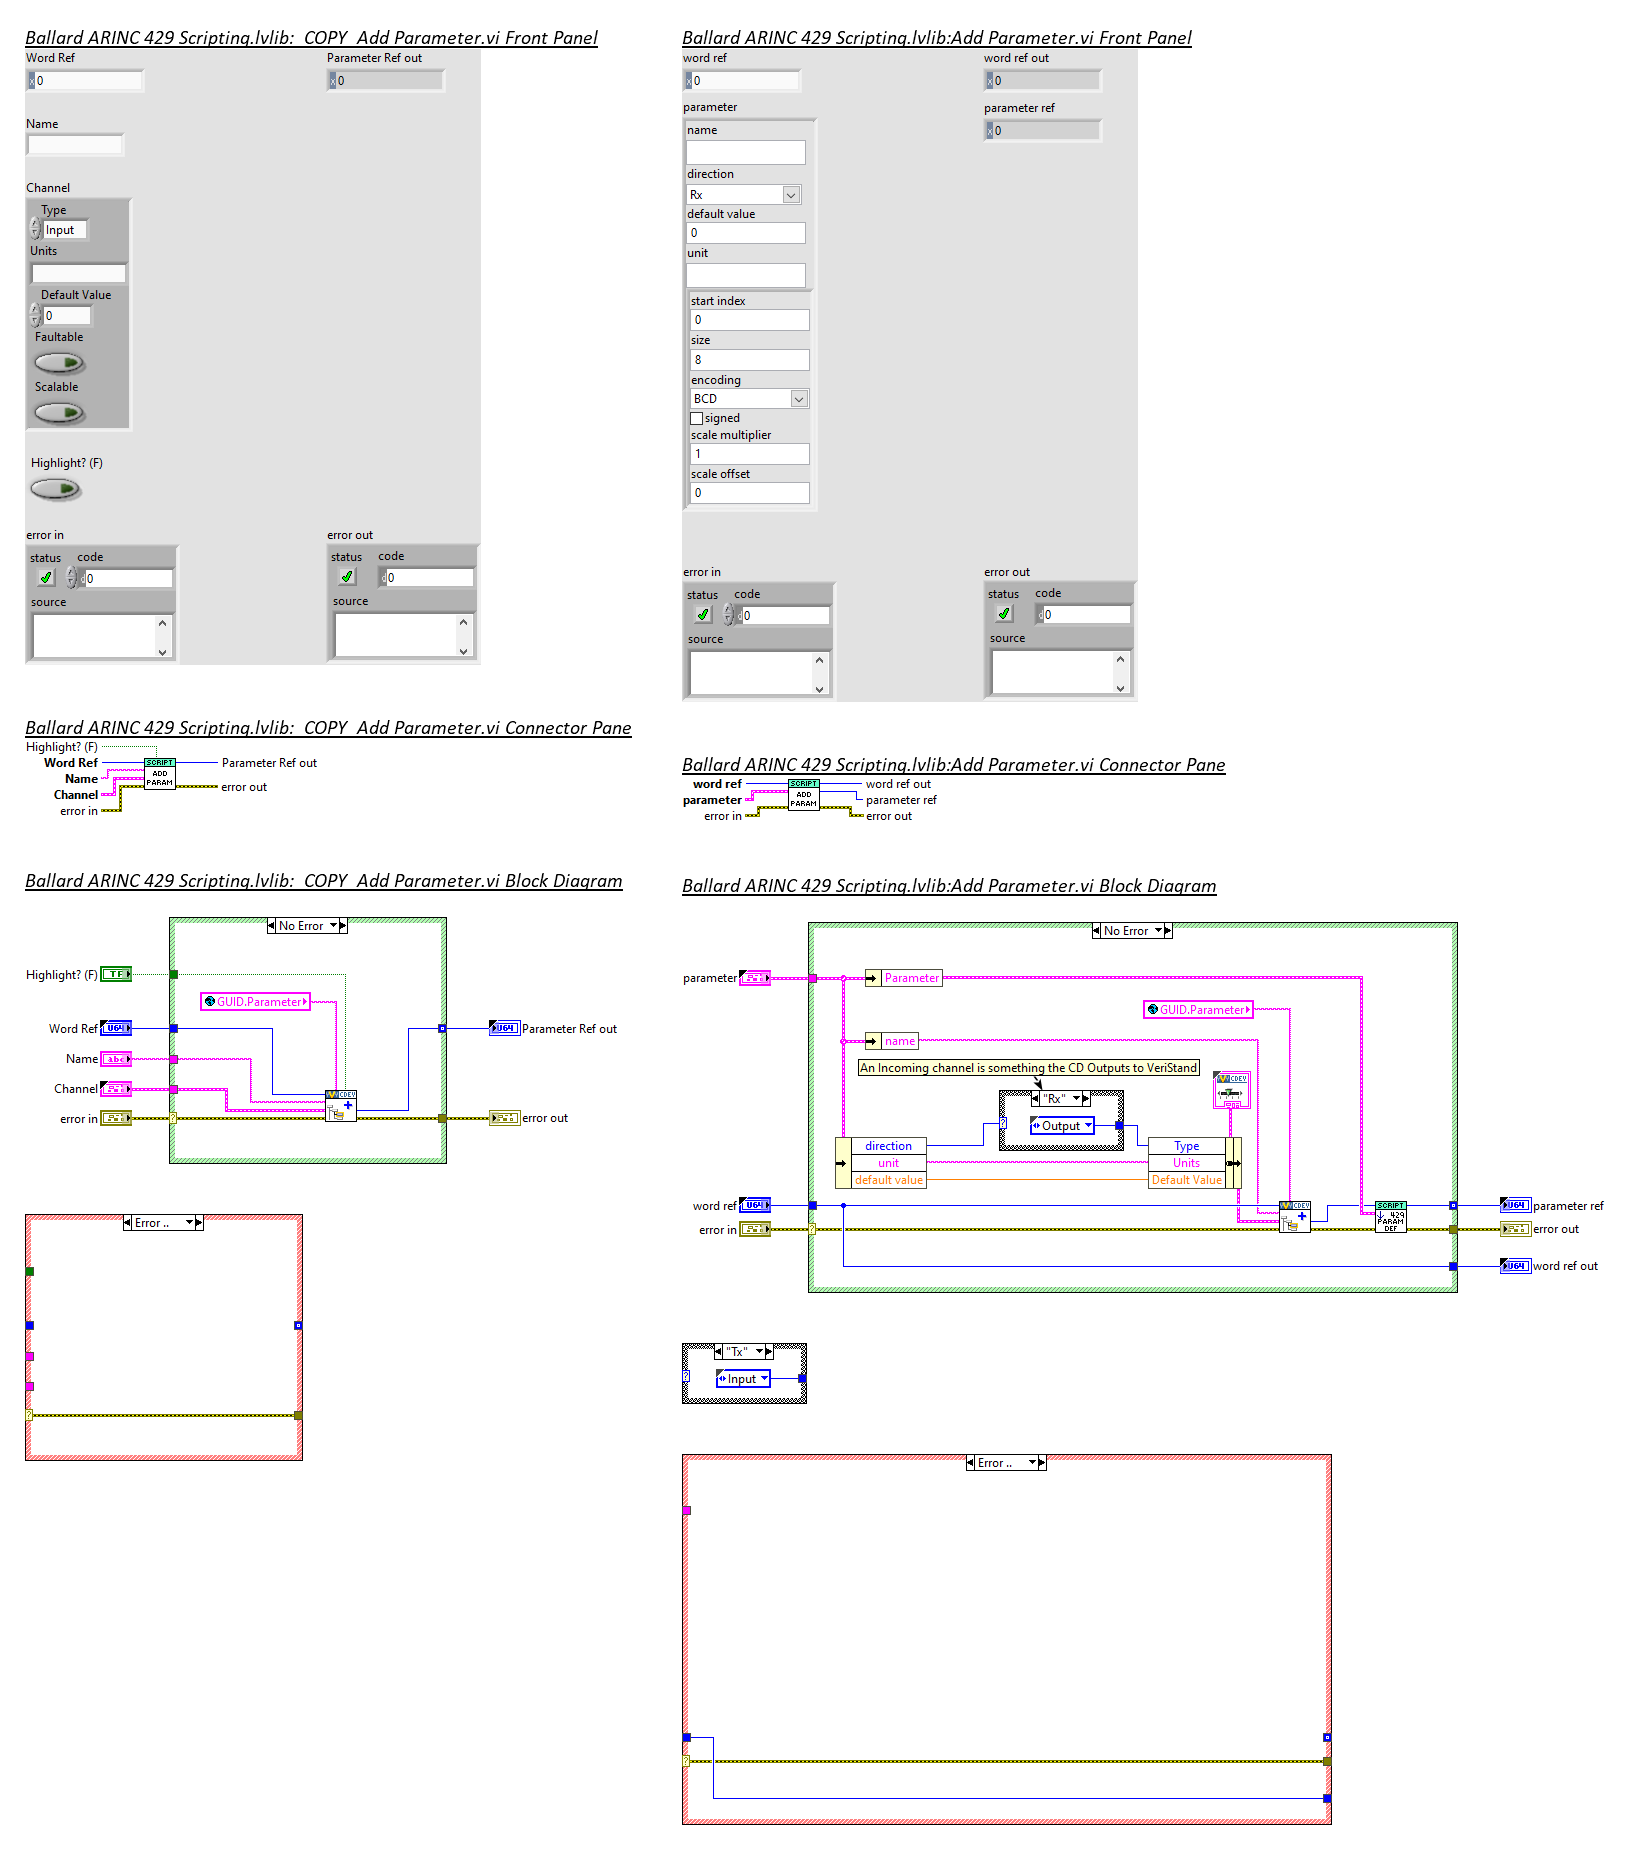 Ballard ARINC 429 Scripting.lvlib:_COPY_Add Parameter.vi Front Panel
Word Ref
x 0
Parameter Ref out
x 0
Name
Channel
Type
Input
Units
Default Value
0
Faultable
Scalable
Highlight? (F)
error in
status code
d 0
source
error out
status code
d 0
source
Ballard ARINC 429 Scripting.lvlib:_COPY_Add Parameter.vi Connector Pane
Highlight? (F)
Word Ref
Name
Channel
error in
SCRIPT
ADD
PARAM
Parameter Ref out
error out
Ballard ARINC 429 Scripting.lvlib:_COPY_Add Parameter.vi Block Diagram
No Error
Highlight? (F)
TF
GUID.Parameter
Word Ref
U64
U64
Parameter Ref out
Name
abc
Channel
CDEV
error in
error out
Error ..
Ballard ARINC 429 Scripting.lvlib:Add Parameter.vi Front Panel
word ref
x 0
word ref out
x 0
parameter
parameter ref
x 0
name
direction
Rx
default value
0
unit
start index
0
size
8
encoding
BCD
signed
scale multiplier
1
scale offset
0
error in
status code
d 0
source
error out
status code
d 0
source
Ballard ARINC 429 Scripting.lvlib:Add Parameter.vi Connector Pane
word ref
parameter
error in
SCRIPT
ADD
PARAM
word ref out
parameter ref
error out
Ballard ARINC 429 Scripting.lvlib:Add Parameter.vi Block Diagram
No Error
parameter
Parameter
GUID.Parameter
name
An Incoming channel is something the CD Outputs to VeriStand
CDEV
"Rx"
Output
direction
unit
default value
Type
Units
Default Value
word ref
U64
CDEV
SCRIPT
429
PARAM
DEF
U64
parameter ref
error in
error out
U64
word ref out
"Tx"
Input
Error ..